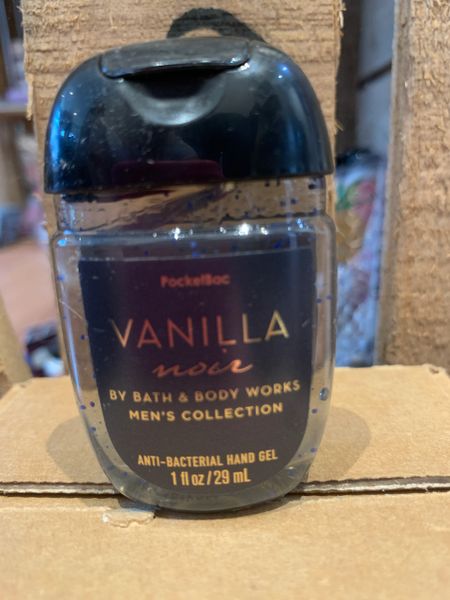 PocketBac
VANILLA
noir
BY BATH & BODY WORKS
MEN'S COLLECTION
ANTI-BACTERIAL HAND GEL
1 fl oz/29 mL